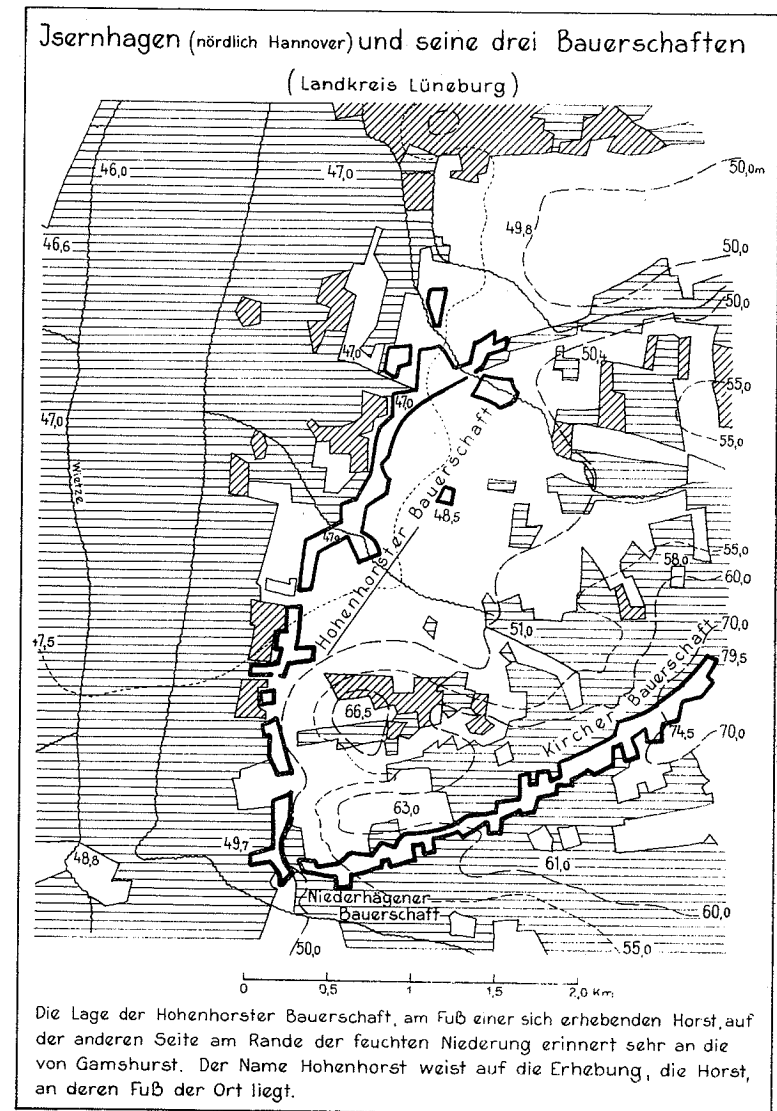 Jsernhagen (nördlich Hannover) und seine drei Bauerschaften
(Landkreis Lüneburg)
46,0
47,0
50,0m
49,8
46,6
50,0
50,0
47,0
50,4
47,0
55,0
47,0
55,0
Wietze
Hohenhorster Bauerschaft
48,5
47,0
58,0
55,0
60,0
51,0
70,0
47,5
79,5
Kircher Bauerschaft
66,5
74,5
70,0
63,0
49,7
48,8
61,0
Niederhägener
Bauerschaft
60,0
50,0
55,0
0 0,5 1 1,5 2,0 Km.
Die Lage der Hohenhorster Bauerschaft, am Fuß einer sich erhebenden Horst, auf
der anderen Seite am Rande der feuchten Niederung erinnert sehr an die
von Gamshurst. Der Name Hohenhorst weist auf die Erhebung, die Horst,
an deren Fuß der Ort liegt.